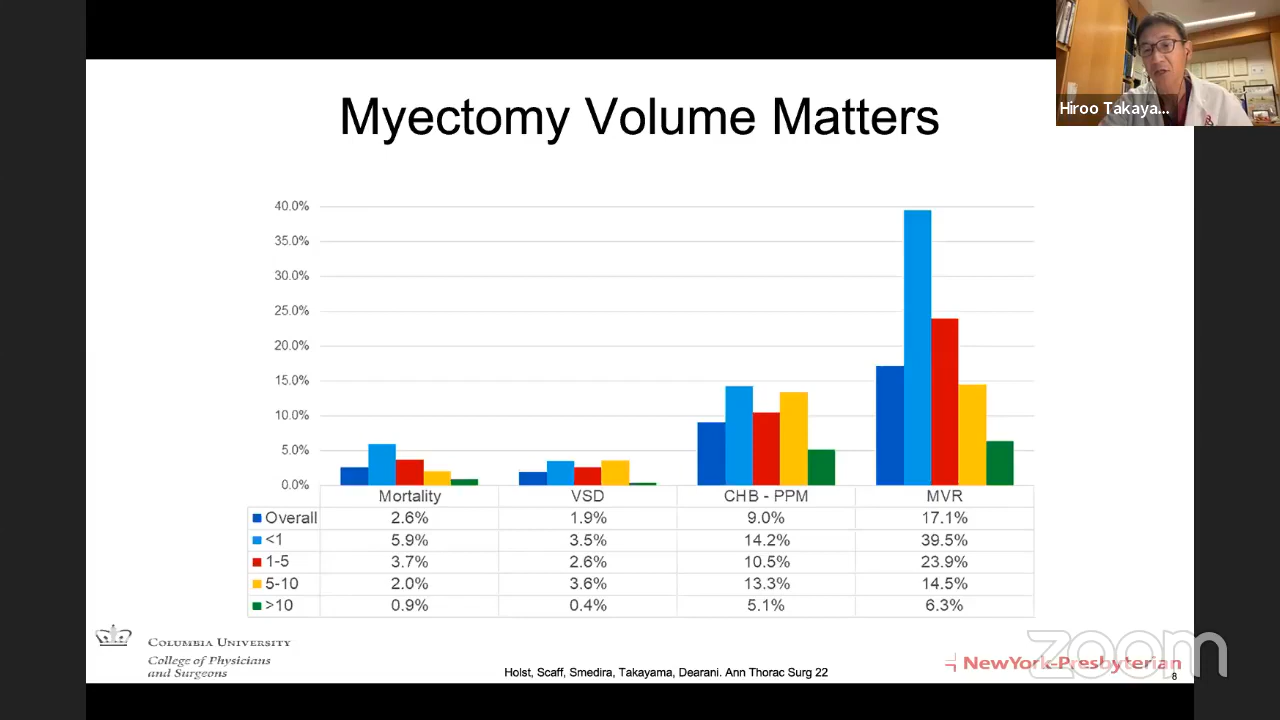 Hiroo Takaya...
Myectomy Volume Matters
40.0%
35.0%
30.0%
25.0%
20.0%
15.0%
10.0%
5.0%
0.0%
Mortality VSD CHB - PPM MVR
Overall 2.6% 1.9% 9.0% 17.1%
<1 5.9% 3.5% 14.2% 39.5%
1-5 3.7% 2.6% 10.5% 23.9%
5-10 2.0% 3.6% 13.3% 14.5%
>10 0.9% 0.4% 5.1% 6.3%
COLUMBIA UNIVERSITY
College of Physicians
and Surgeons
Holst, Scaff, Smedira, Takayama, Dearani. Ann Thorac Surg 22
NewYork-Presbyterian
zoom
8